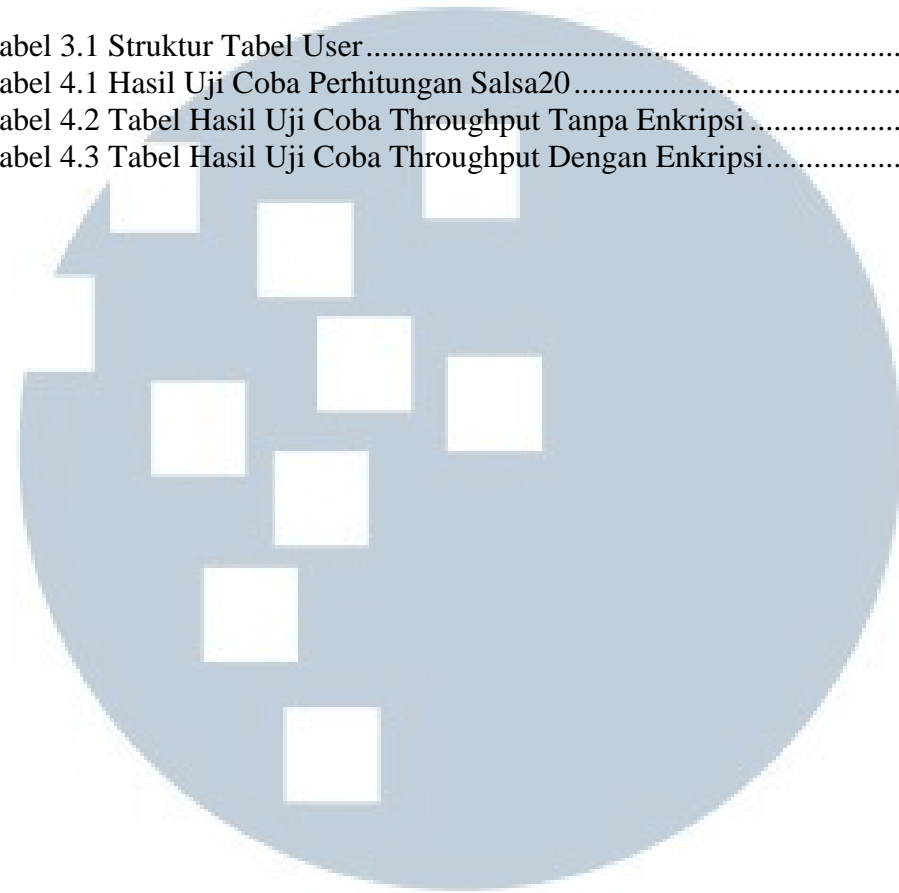 abel 3.1 Struktur Tabel User........................................................................
abel 4.1 Hasil Uji Coba Perhitungan Salsa20............................................
abel 4.2 Tabel Hasil Uji Coba Throughput Tanpa Enkripsi....................
abel 4.3 Tabel Hasil Uji Coba Throughput Dengan Enkripsi..................